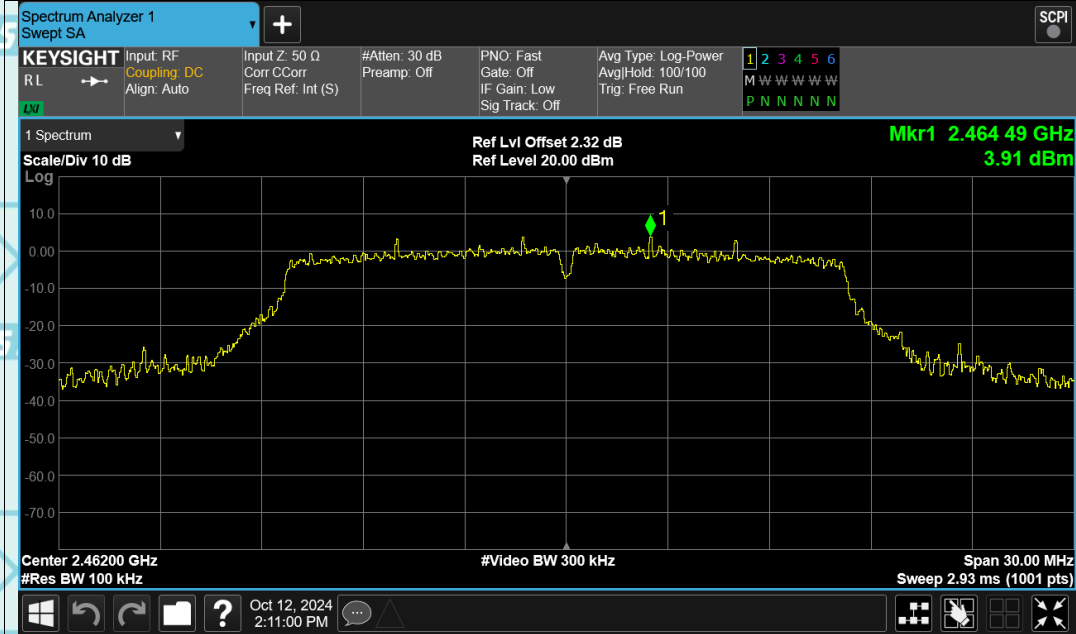 Spectrum Analyzer 1
Swept SA
+
SCPI
KEYSIGHT
R L
LXI
Input: RF
Coupling: DC
Align: Auto
Input Z: 50 Ω
Corr CCorr
Freq Ref: Int (S)
#Atten: 30 dB
Preamp: Off
PNO: Fast
Gate: Off
IF Gain: Low
Sig Track: Off
Avg Type: Log-Power
Avg|Hold: 100/100
Trig: Free Run
1 2 3 4 5 6
M W W W W W
P N N N N N
1 Spectrum
Scale/Div 10 dB
Ref Lvl Offset 2.32 dB
Ref Level 20.00 dBm
Mkr1 2.464 49 GHz
3.91 dBm
Log
1
10.0
0.00
-10.0
-20.0
-30.0
-40.0
-50.0
-60.0
-70.0
Center 2.46200 GHz
#Video BW 300 kHz
Span 30.00 MHz
#Res BW 100 kHz
Sweep 2.93 ms (1001 pts)
?
Oct 12, 2024
2:11:00 PM